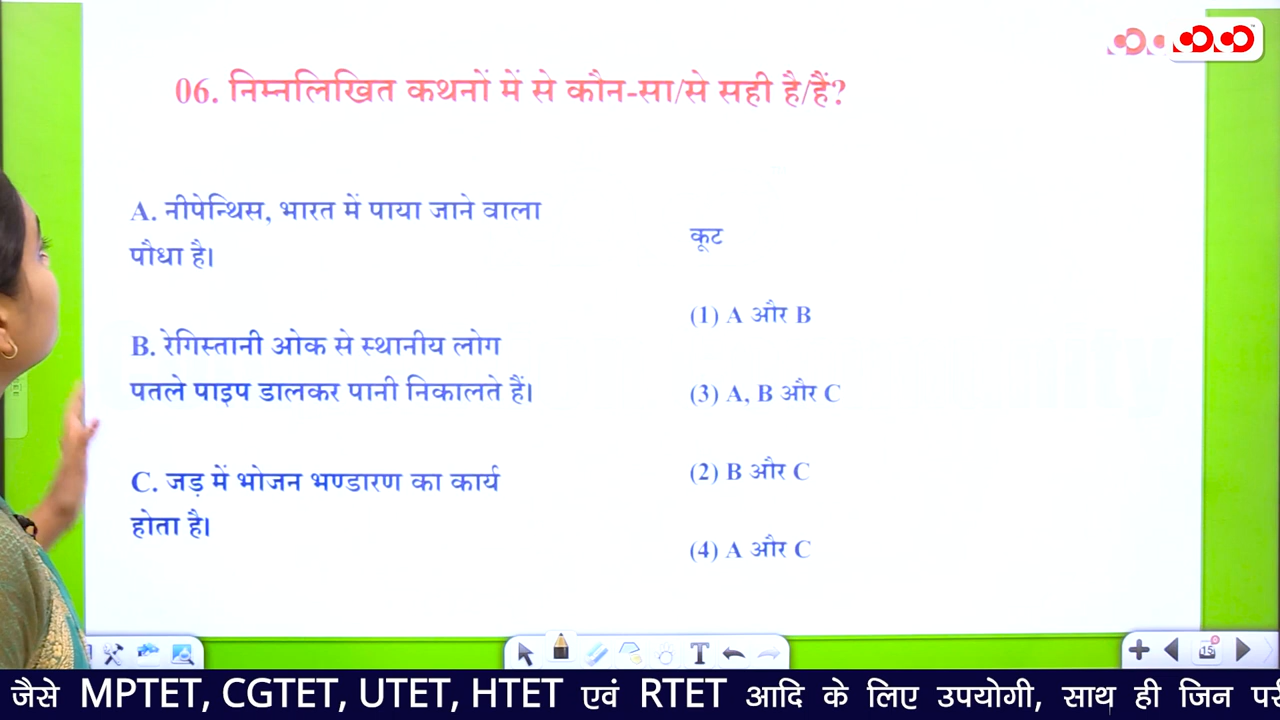 06. निम्नलिखित कथनों में से कौन-सा/से सही है/हैं?
A. नीपेन्थिस, भारत में पाया जाने वाला
पौधा है।
B. रेगिस्तानी ओक से स्थानीय लोग
पतले पाइप डालकर पानी निकालते हैं।
C. जड़ में भोजन भण्डारण का कार्य
होता है।
कूट
(1) A और B
(3) A, B और C
(2) B और C
(4) A और C
15
जैसे MPTET, CGTET, UTET, HTET एवं RTET आदि के लिए उपयोगी, साथ ही जिन